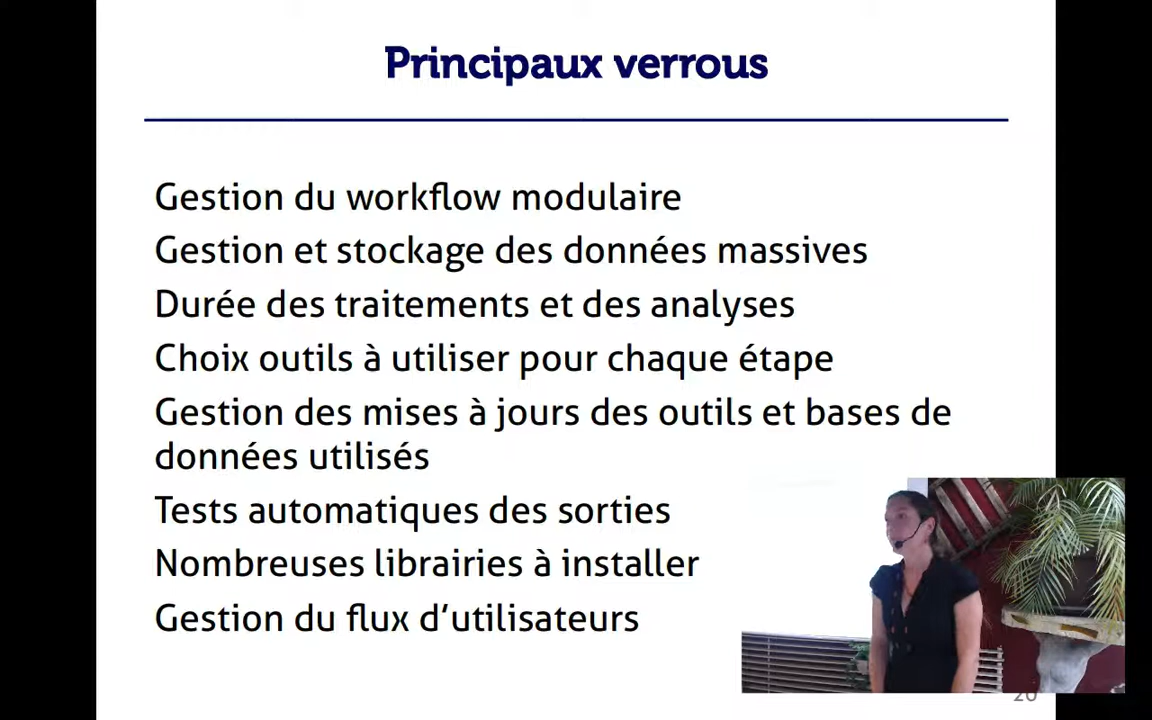 Principaux verrous
Gestion du workflow modulaire
Gestion et stockage des données massives
Durée des traitements et des analyses
Choix outils à utiliser pour chaque étape
Gestion des mises à jours des outils et bases de
données utilisés
Tests automatiques des sorties
Nombreuses librairies à installer
Gestion du flux d’utilisateurs
20